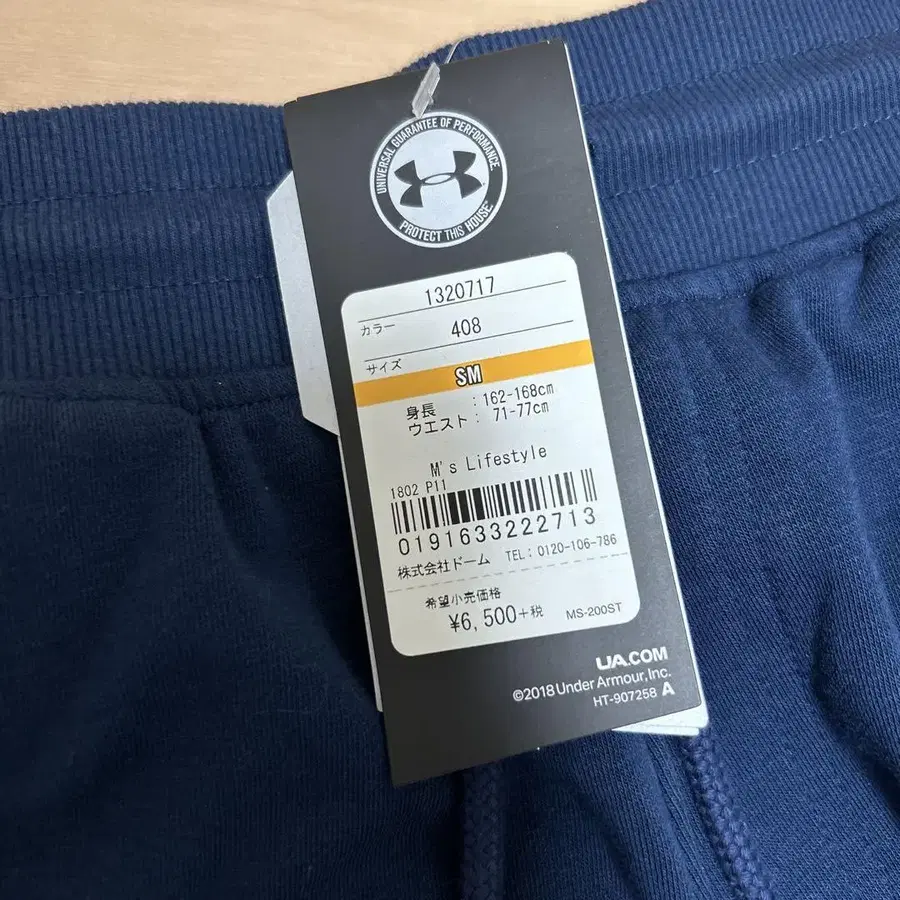 UNIVERSAL GUARANTEE OF PERFORMANCE.
PROTECT THIS HOUSE.
1320717
カラー 408
サイズ
SM
身長 : 162-168cm
ウエスト : 71-77cm
M's Lifestyle
1802 P11
0191633222713
株式会社ドーム TEL : 0120-106-786
希望小売価格
¥6,500+税 MS-200ST
UA.COM
©2018 Under Armour, Inc.
HT-907258 A